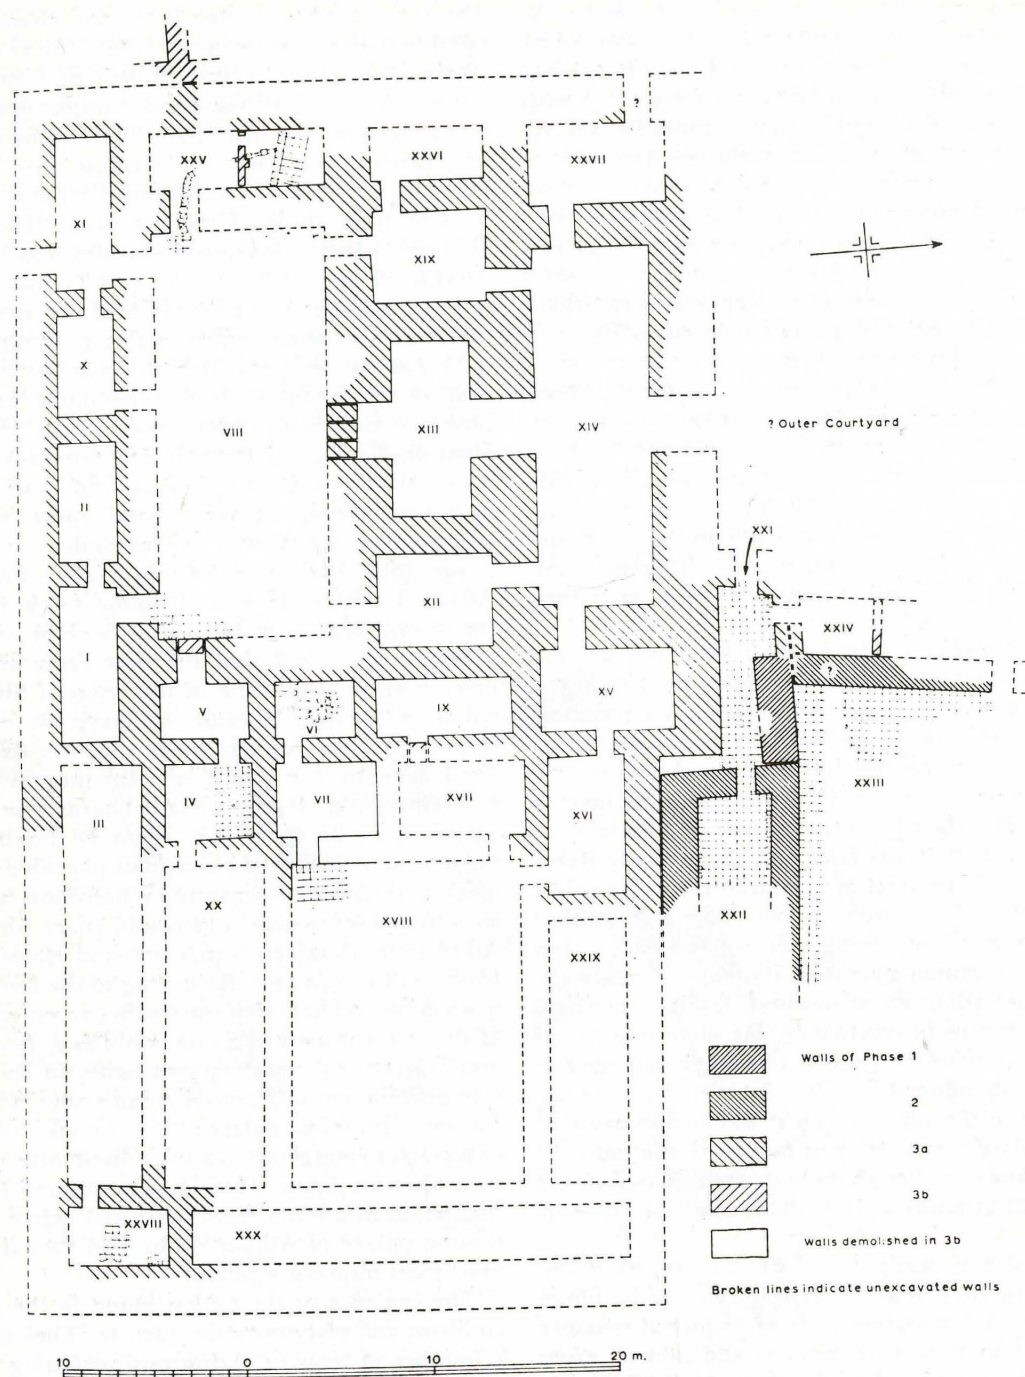 ?
XXV
XXVI
XXVII
XI
XIX
X
VIII
XIII
XIV
? Outer Courtyard
II
XXI
XII
XXIV
I
?
V
VI
IX
XV
XXIII
III
IV
VII
XVII
XVI
XX
XVIII
XXII
XXIX
Walls of Phase 1
2
3a
3b
XXVIII
XXX
Walls demolished in 3b
Broken lines indicate unexcavated walls
10 0 10 20 m.